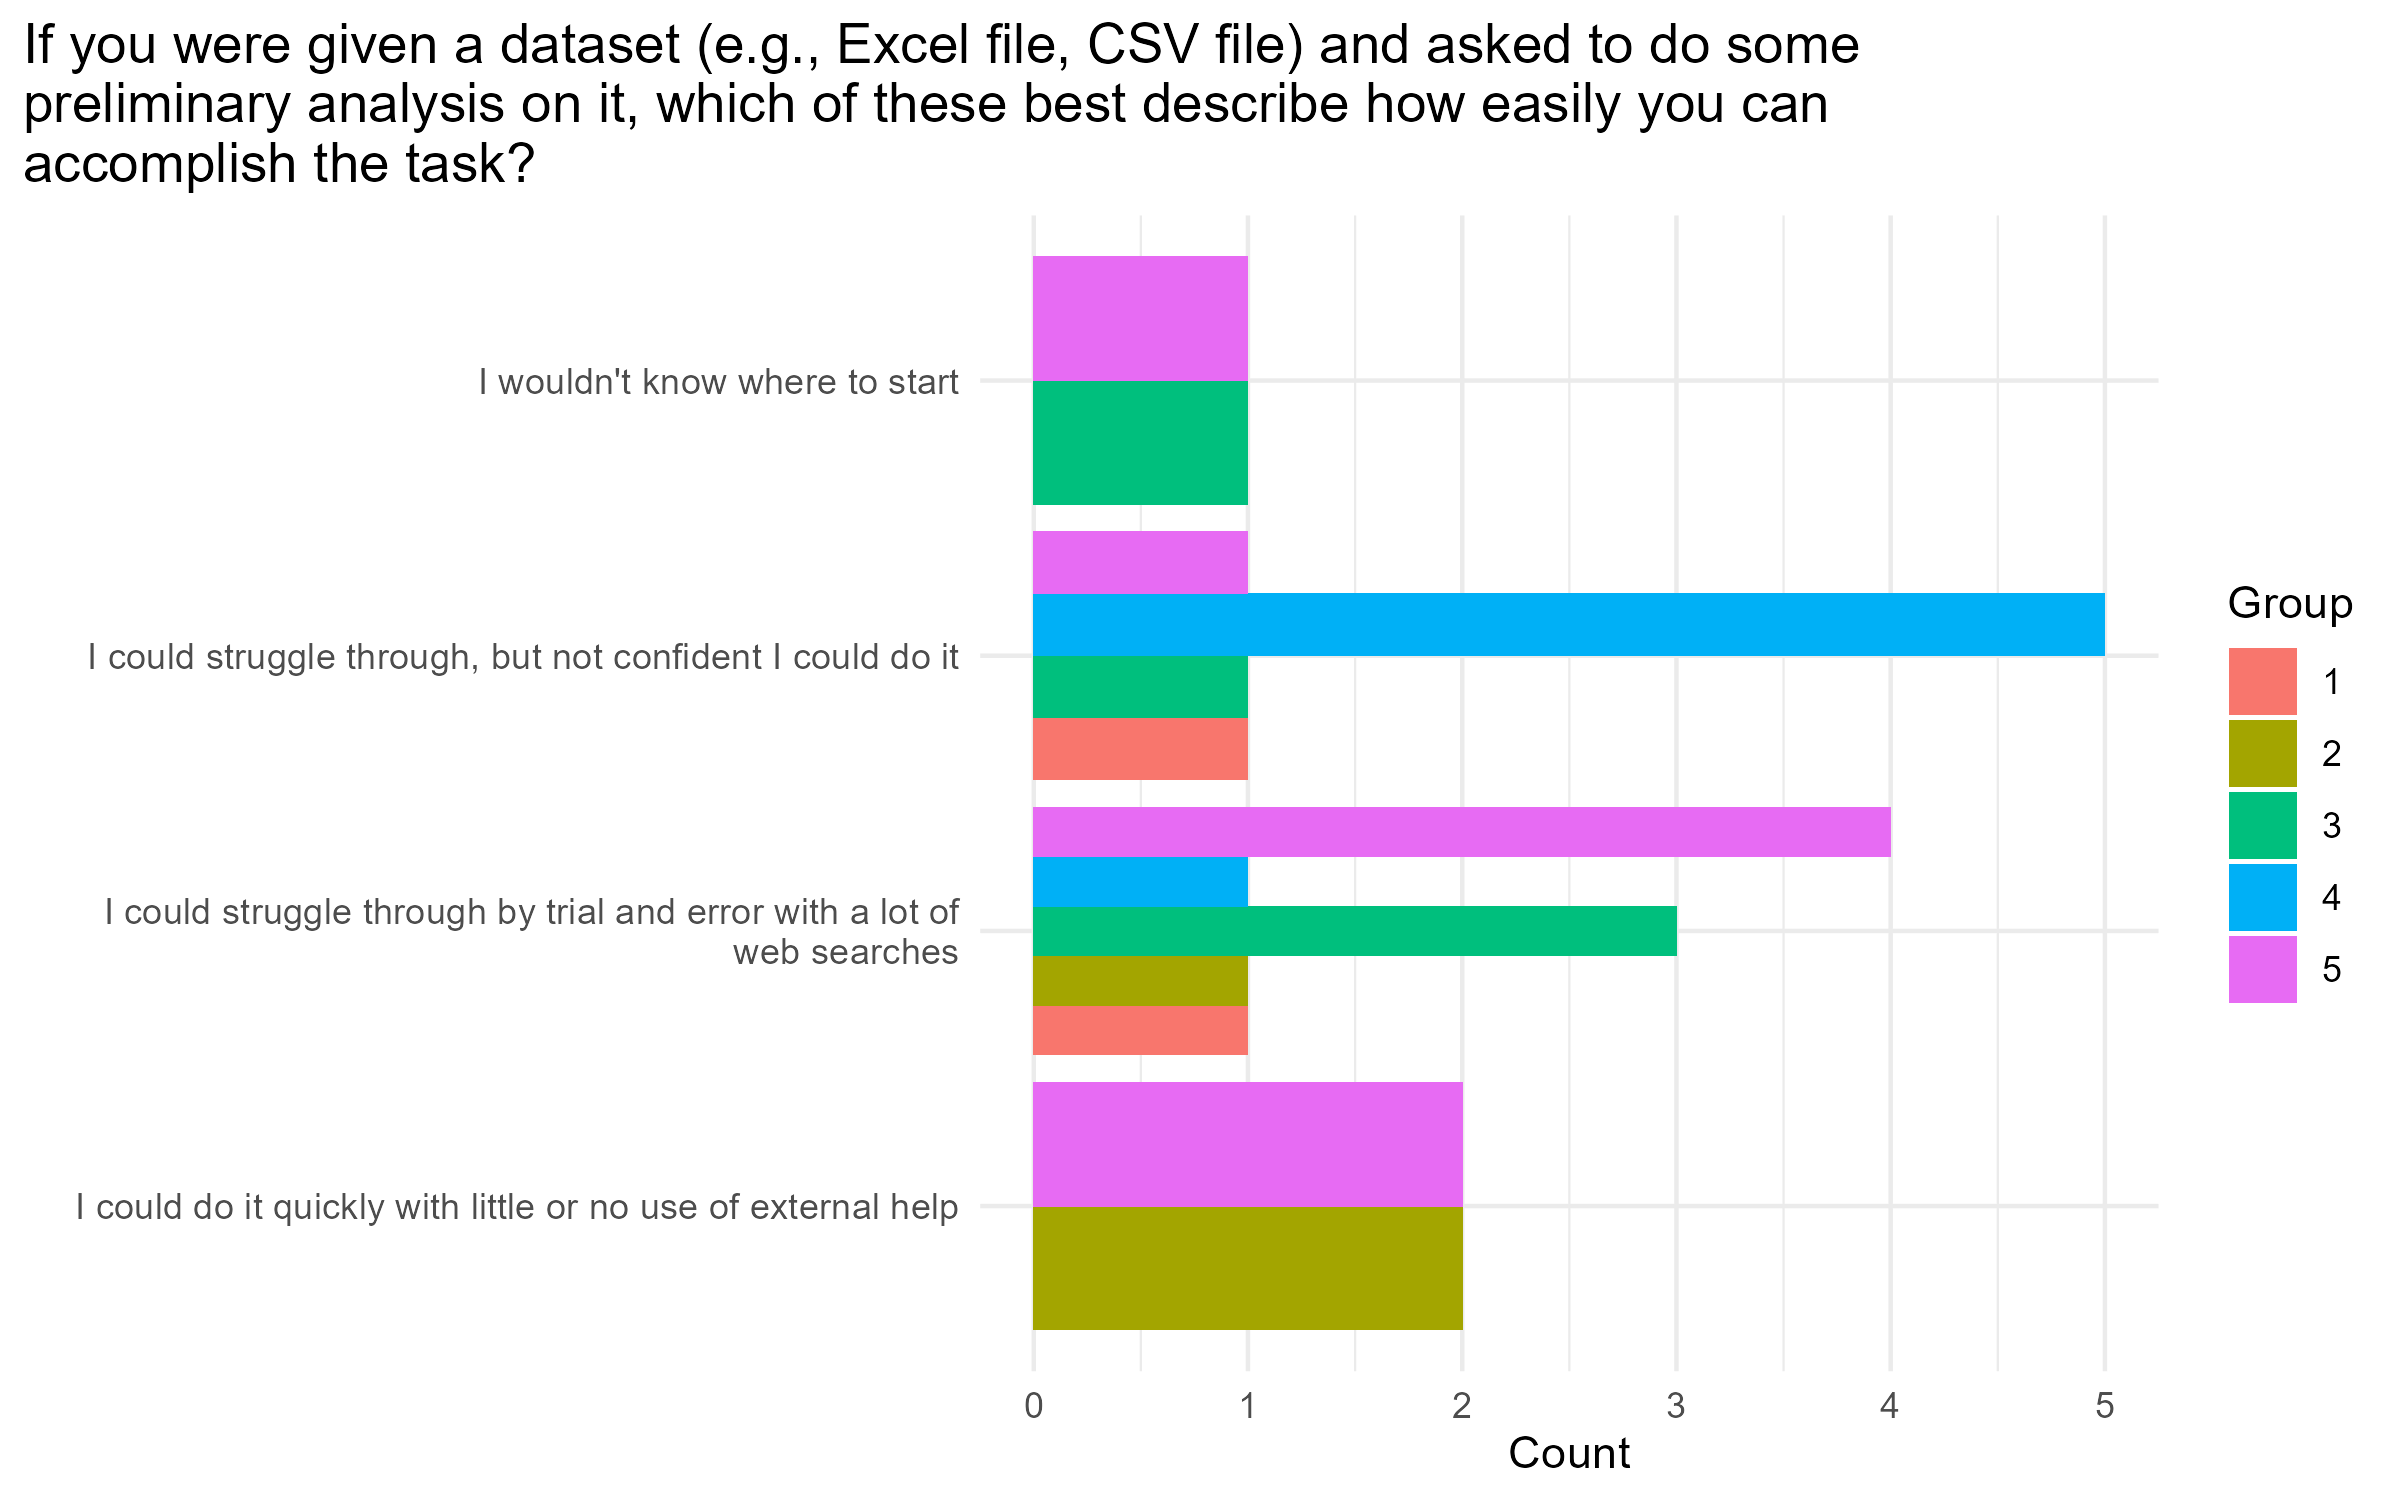 If you were given a dataset (e.g., Excel file, CSV file) and asked to do some
preliminary analysis on it, which of these best describe how easily you can
accomplish the task?
I wouldn't know where to start
I could struggle through, but not confident I could do it
I could struggle through by trial and error with a lot of
web searches
I could do it quickly with little or no use of external help
0 1 2 3 4 5
Count
Group
1
2
3
4
5